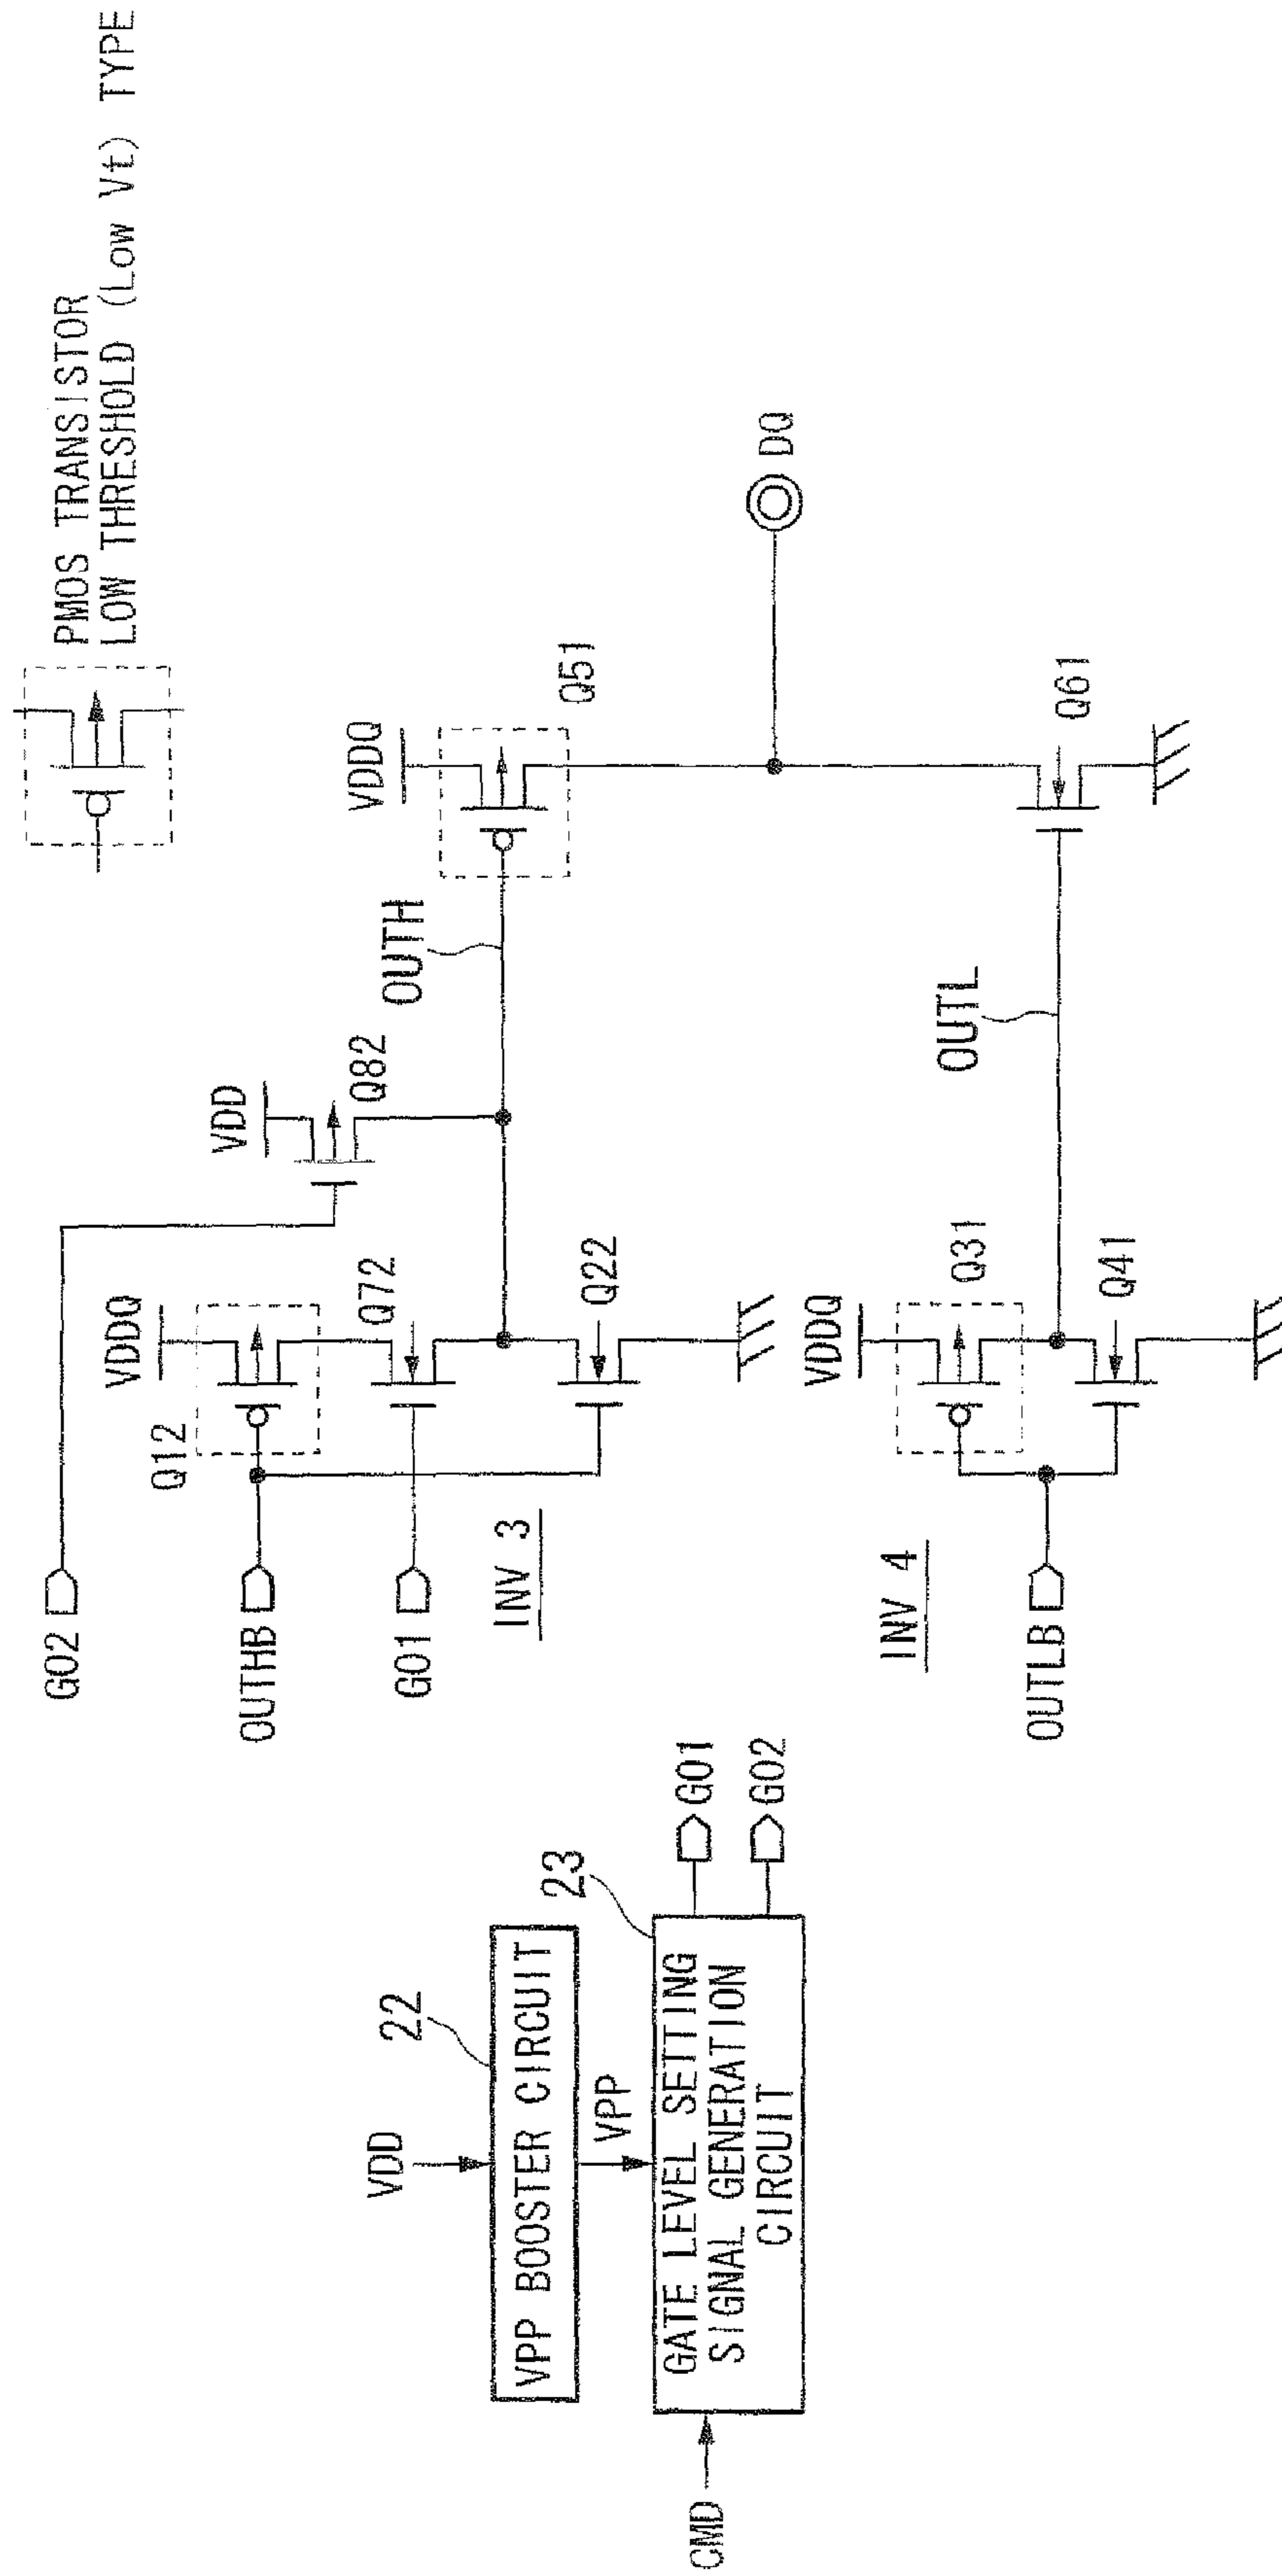 PMOS TRANSISTOR
LOW THRESHOLD (Low Vt) TYPE
G02
OUTHB
G01
INV 3
Q12
VDDQ
Q72
Q22
VDD
Q82
OUTH
VDDQ
Q51
DQ
Q61
OUTL
INV 4
OUTLB
VDDQ
Q31
Q41
VDD
22
VPP BOOSTER CIRCUIT
VPP
23
GATE LEVEL SETTING
SIGNAL GENERATION
CIRCUIT
CMD
G01
G02